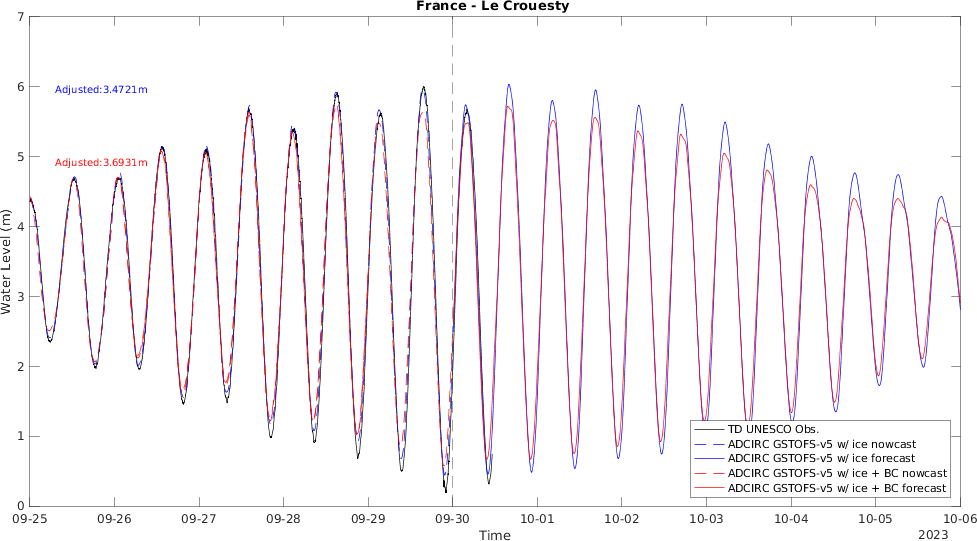 France - Le Crouesty
Water Level (m)
7
6
5
4
3
2
1
0
Adjusted:3.4721m
Adjusted:3.6931m
TD UNESCO Obs.
ADCIRC GSTOFS-v5 w/ ice nowcast
ADCIRC GSTOFS-v5 w/ ice forecast
ADCIRC GSTOFS-v5 w/ ice + BC nowcast
ADCIRC GSTOFS-v5 w/ ice + BC forecast
09-25 09-26 09-27 09-28 09-29 09-30 10-01 10-02 10-03 10-04 10-05 10-06
2023
Time